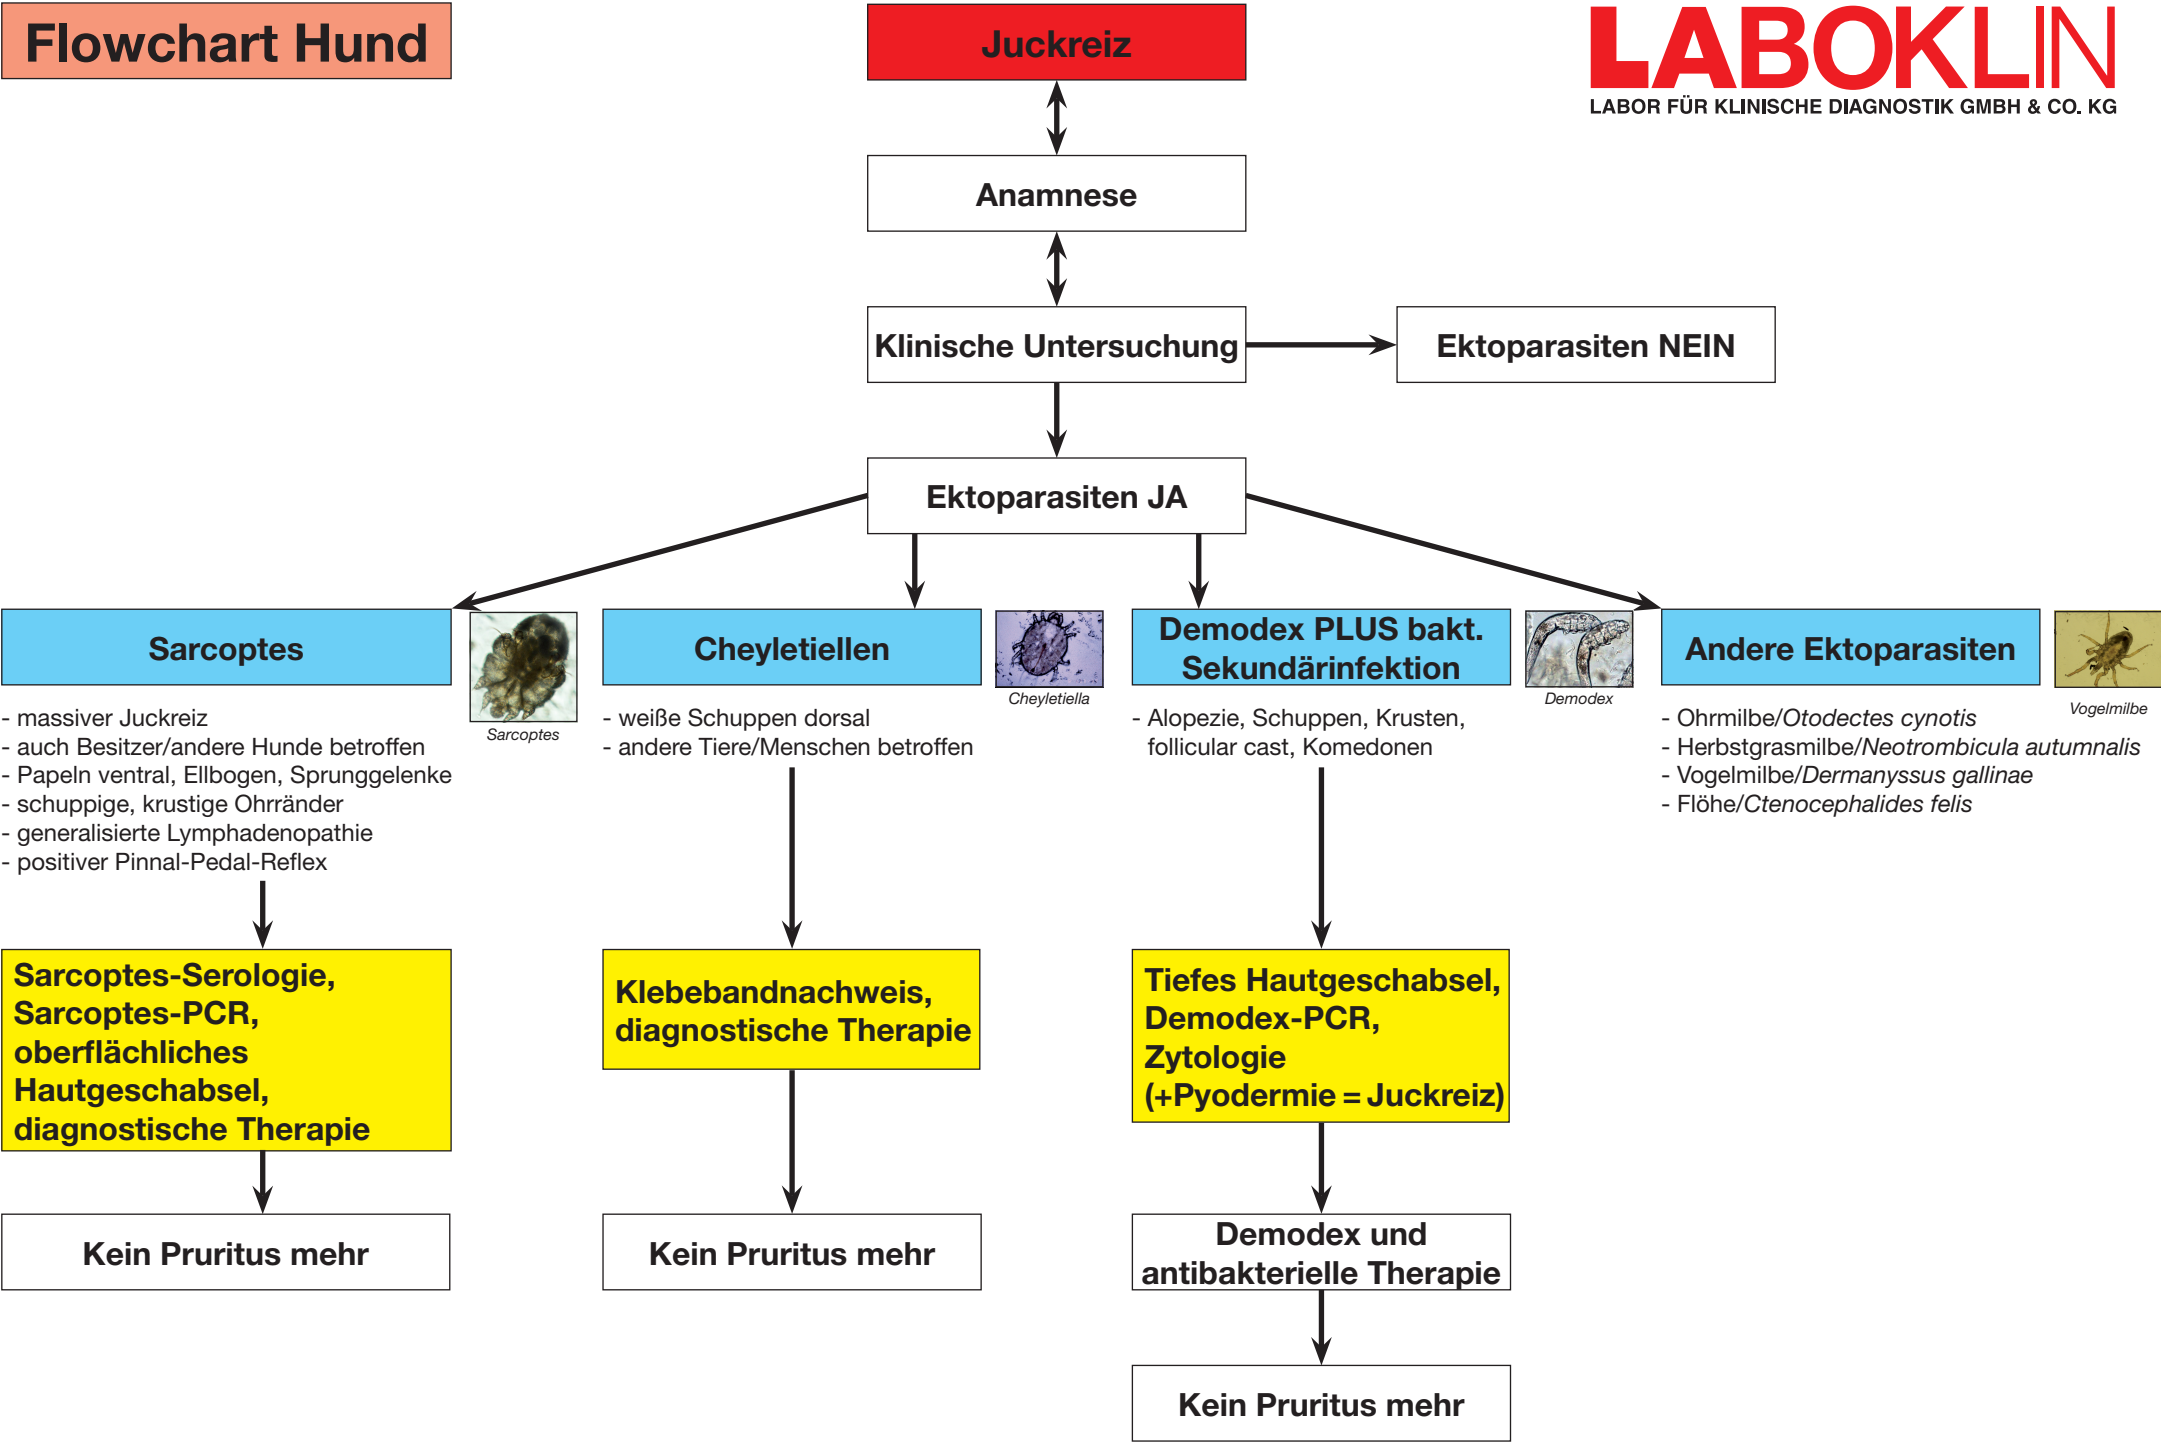 Flowchart Hund
Juckreiz
LABOKLIN
LABOR FÜR KLINISCHE DIAGNOSTIK GMBH & CO. KG
Anamnese
Klinische Untersuchung
Ektoparasiten NEIN
Ektoparasiten JA
Sarcoptes
Sarcoptes
- massiver Juckreiz
- auch Besitzer/andere Hunde betroffen
- Papeln ventral, Ellbogen, Sprunggelenke
- schuppige, krustige Ohrränder
- generalisierte Lymphadenopathie
- positiver Pinnal-Pedal-Reflex
Sarcoptes-Serologie,
Sarcoptes-PCR,
oberflächliches
Hautgeschabsel,
diagnostische Therapie
Kein Pruritus mehr
Cheyletiellen
Cheyletiella
- weiße Schuppen dorsal
- andere Tiere/Menschen betroffen
Klebebandnachweis,
diagnostische Therapie
Kein Pruritus mehr
Demodex PLUS bakt.
Sekundärinfektion
Demodex
- Alopezie, Schuppen, Krusten,
follicular cast, Komedonen
Tiefes Hautgeschabsel,
Demodex-PCR,
Zytologie
(+Pyodermie = Juckreiz)
Demodex und
antibakterielle Therapie
Kein Pruritus mehr
Andere Ektoparasiten
Vogelmilbe
- Ohrmilbe/Otodectes cynotis
- Herbstgrasmilbe/Neotrombicula autumnalis
- Vogelmilbe/Dermanyssus gallinae
- Flöhe/Ctenocephalides felis